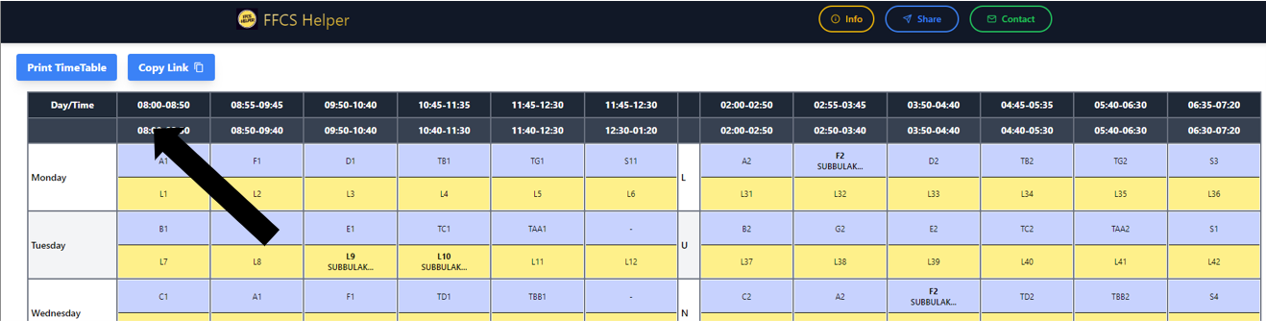 FFCS HELPER FFCS Helper Info Share Contact
Print TimeTable Copy Link
Day/Time 08:00-08:50 08:55-09:45 09:50-10:40 10:45-11:35 11:45-12:30 11:45-12:30 02:00-02:50 02:55-03:45 03:50-04:40 04:45-05:35 05:40-06:30 06:35-07:20
08:50-09:40 09:50-10:40 10:40-11:30 11:40-12:30 12:30-01:20 02:00-02:50 02:50-03:40 03:50-04:40 04:40-05:30 05:40-06:30 06:30-07:20
Monday A1 F1 D1 TB1 TG1 S11 L A2 F2 SUBBULAK... D2 TB2 TG2 S3
L1 L2 L3 L4 L5 L6 L31 L32 L33 L34 L35 L36
Tuesday B1 E1 TC1 TAA1 - U B2 G2 E2 TC2 TAA2 S1
L7 L8 L9 SUBBULAK... L10 SUBBULAK... L11 L12 L37 L38 L39 L40 L41 L42
Wednesday C1 A1 F1 TD1 TBB1 - N C2 A2 F2 SUBBULAK... TD2 TBB2 S4